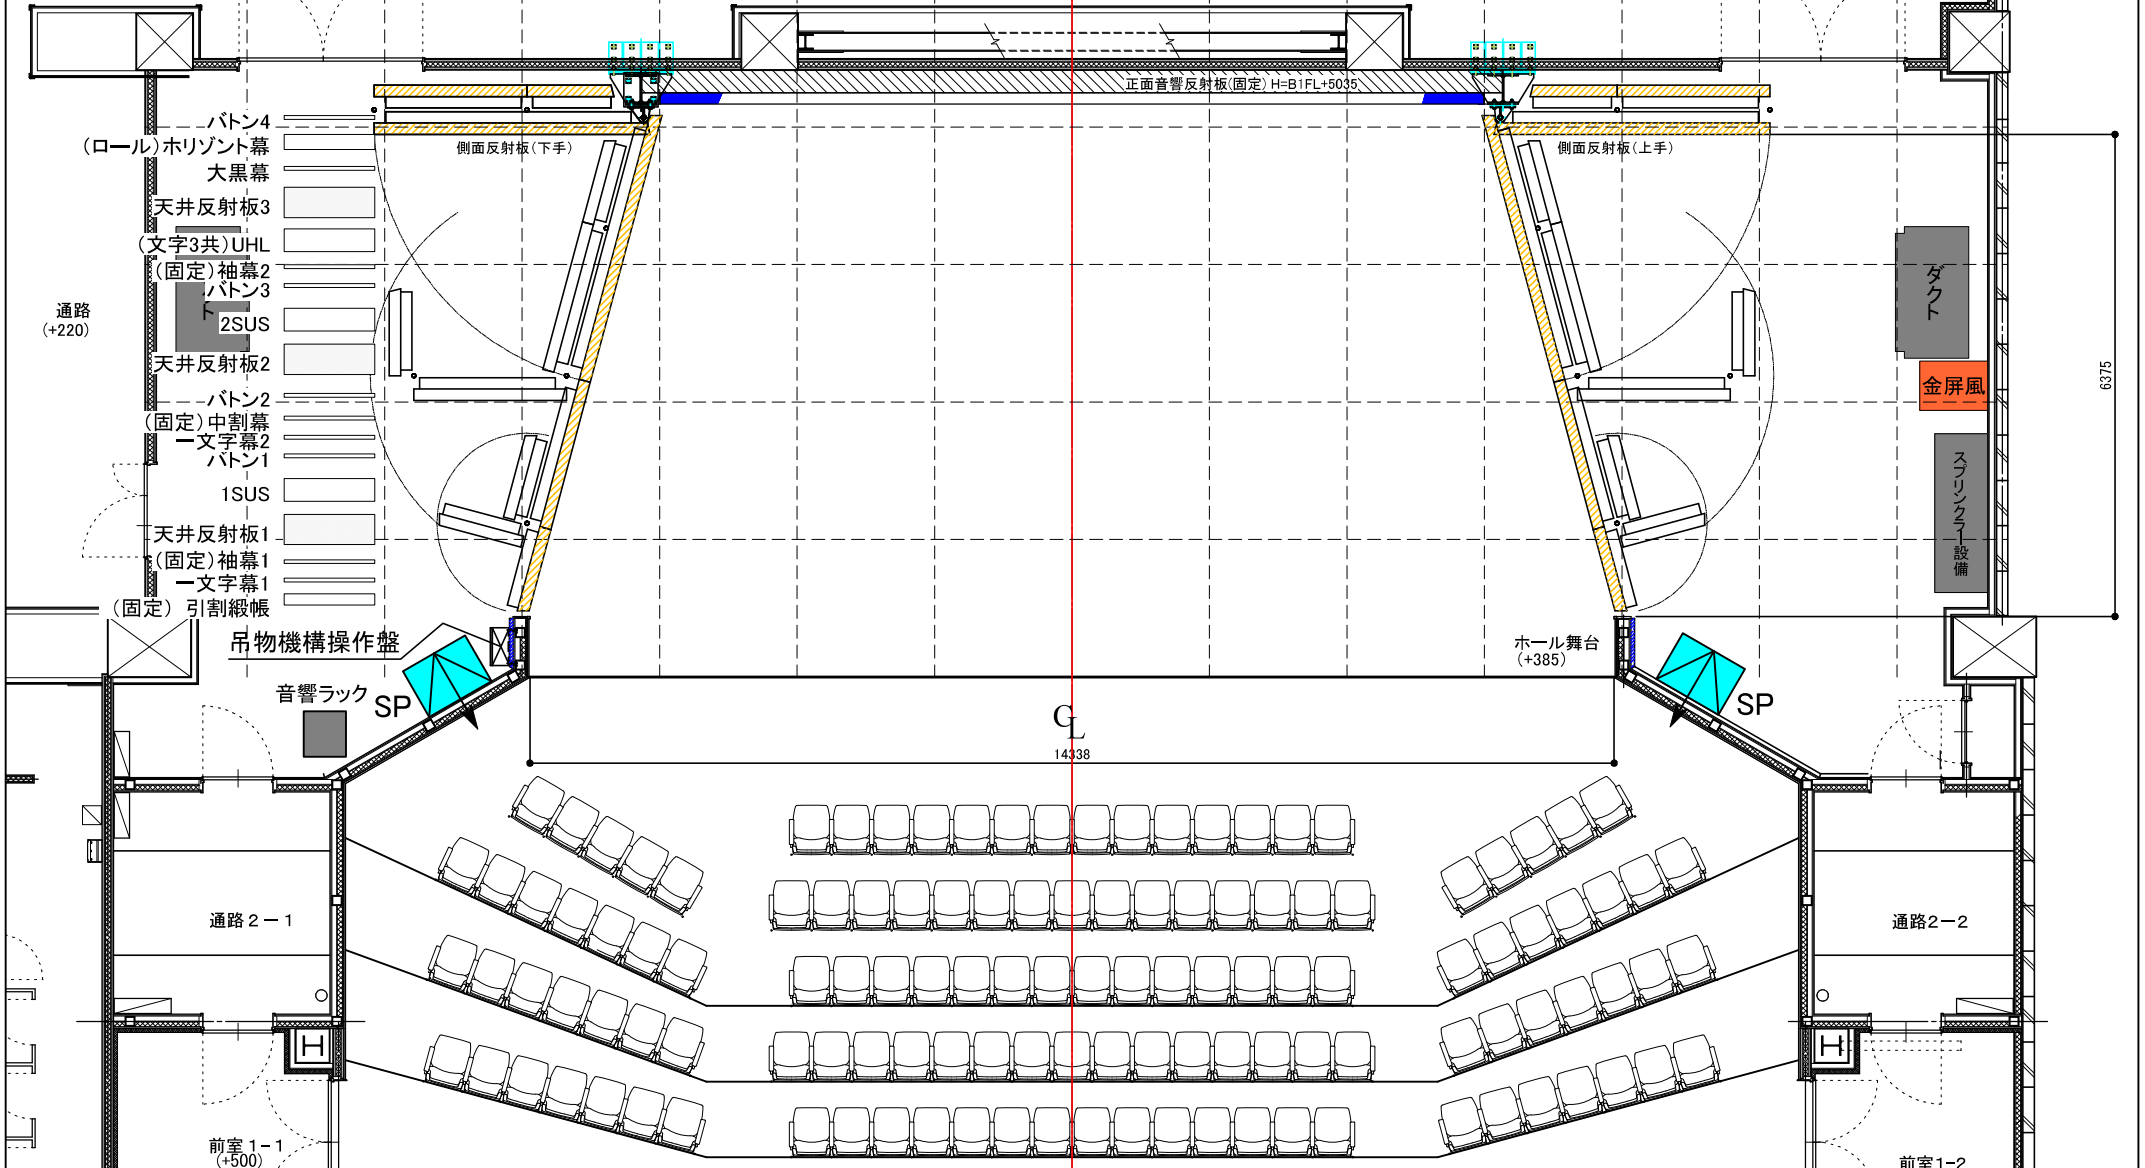 正面音響反射板(固定) H=B1FL+5035
バトン4
(ロール)ホリゾント幕
大黒幕
天井反射板3
(文字3共)UHL
(固定)袖幕2
バトン3
ト
2SUS
天井反射板2
バトン2
(固定)中割幕
一文字幕2
バトン1
1SUS
天井反射板1
(固定)袖幕1
一文字幕1
(固定) 引割緞帳
側面反射板(下手)
側面反射板(上手)
通路
(+220)
ダクト
金屏風
スプリンクラー設備
6375
吊物機構操作盤
音響ラック
SP
ホール舞台
(+385)
SP
CL
14338
通路2－1
通路2－2
H
H
前室1-1
(+500)
前室1-2